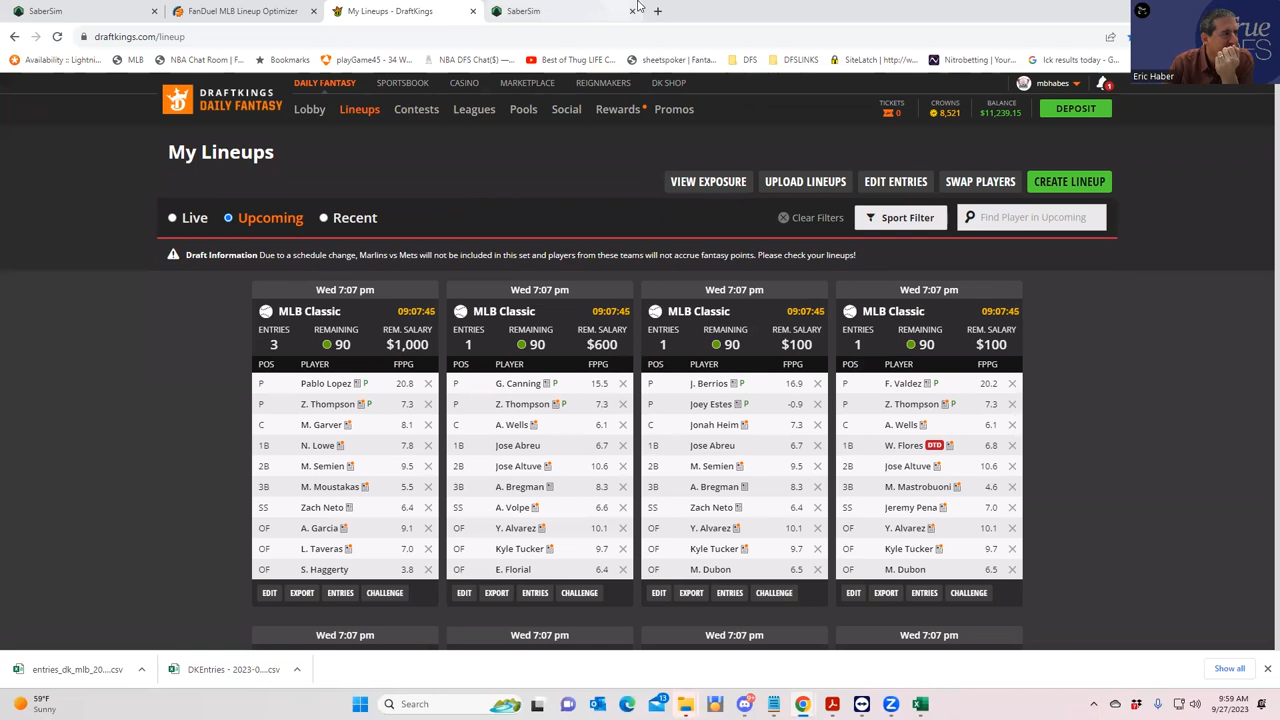 SaberSim
FanDuel MLB Lineup Optimizer
My Lineups - DraftKings
SaberSim
draftkings.com/lineup
Audiiou :: Lightni...
MLB
NBA Chat Room | F...
Bookmarks
playGame45 - 34 W...
NBA DFS Chat($) —...
Best of Thug LIFE C...
sheetspoker | Fanta...
DFS
DFSLINKS
SiteLatch | http://w...
Nitrobetting | Your...
Ick results today - G...
Eric Haber
DRAFTKINGS
DAILY FANTASY
DAILY FANTASY
SPORTSBOOK
CASINO
MARKETPLACE
REIGNMAKERS
DK SHOP
mbhabes
1
Lobby
Lineups
Contests
Leagues
Pools
Social
Rewards
Promos
TICKETS
0
CROWNS
8,521
BALANCE
$11,239.15
DEPOSIT
My Lineups
VIEW EXPOSURE
UPLOAD LINEUPS
EDIT ENTRIES
SWAP PLAYERS
CREATE LINEUP
Live
Upcoming
Recent
Clear Filters
Sport Filter
Find Player in Upcoming
Draft Information Due to a schedule change, Marlins vs Mets will not be included in this set and players from these teams will not accrue fantasy points. Please check your lineups!
Wed 7:07 pm
MLB Classic 09:07:45
ENTRIES REMAINING REM. SALARY
3 90 $1,000
POS PLAYER FPPG
P Pablo Lopez P 20.8
P Z. Thompson P 7.3
C M. Garver 8.1
1B N. Lowe 7.8
2B M. Semien 9.5
3B M. Moustakas 5.5
SS Zach Neto 6.4
OF A. Garcia 9.1
OF L. Taveras 7.0
OF S. Haggerty 3.8
EDIT EXPORT ENTRIES CHALLENGE
Wed 7:07 pm
MLB Classic 09:07:45
ENTRIES REMAINING REM. SALARY
1 90 $600
POS PLAYER FPPG
P G. Canning P 15.5
P Z. Thompson P 7.3
C A. Wells 6.1
1B Jose Abreu 6.7
2B Jose Altuve 10.6
3B A. Bregman 8.3
SS A. Volpe 6.6
OF Y. Alvarez 10.1
OF Kyle Tucker 9.7
OF E. Florial 6.4
EDIT EXPORT ENTRIES CHALLENGE
Wed 7:07 pm
MLB Classic 09:07:45
ENTRIES REMAINING REM. SALARY
1 90 $100
POS PLAYER FPPG
P J. Berrios P 16.9
P Joey Estes P -0.9
C Jonah Heim 7.3
1B Jose Abreu 6.7
2B M. Semien 9.5
3B A. Bregman 8.3
SS Zach Neto 6.4
OF Y. Alvarez 10.1
OF Kyle Tucker 9.7
OF M. Dubon 6.5
EDIT EXPORT ENTRIES CHALLENGE
Wed 7:07 pm
MLB Classic 09:07:45
ENTRIES REMAINING REM. SALARY
1 90 $100
POS PLAYER FPPG
P F. Valdez P 20.2
P Z. Thompson P 7.3
C A. Wells 6.1
1B W. Flores DTD 6.8
2B Jose Altuve 10.6
3B M. Mastrobuoni 4.6
SS Jeremy Pena 7.0
OF Y. Alvarez 10.1
OF Kyle Tucker 9.7
OF M. Dubon 6.5
EDIT EXPORT ENTRIES CHALLENGE
Wed 7:07 pm
Wed 7:07 pm
Wed 7:07 pm
Wed 7:07 pm
entries_dk_mlb_20....csv
DKEntries - 2023-0....csv
Show all
59°F
Sunny
Search
13
9:59 AM
9/27/2023